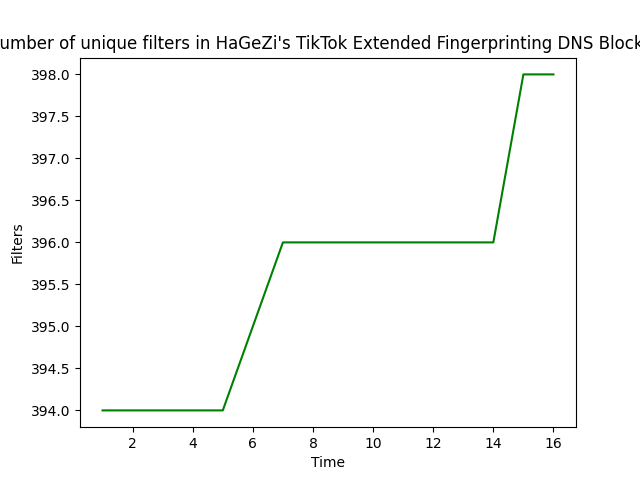 umber of unique filters in HaGeZi's TikTok Extended Fingerprinting DNS Block
398.0
397.5
397.0
396.5
396.0
395.5
395.0
394.5
394.0
Filters
2 4 6 8 10 12 14 16
Time